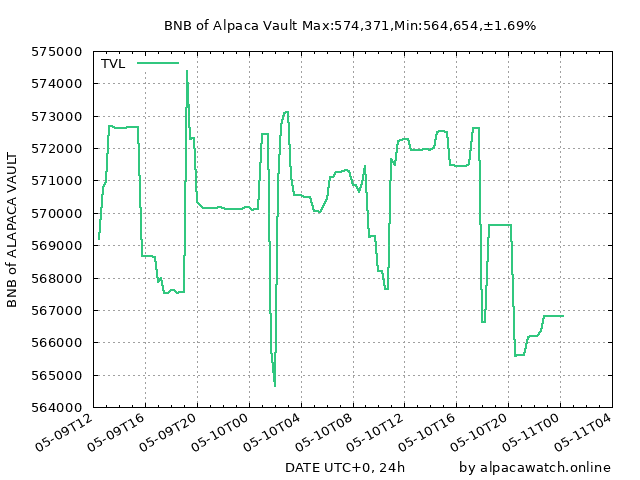 BNB of Alpaca Vault Max:574,371,Min:564,654,±1.69%
575000
574000
573000
572000
571000
570000
569000
568000
567000
566000
565000
564000
TVL
BNB of ALAPACA VAULT
05-09T12
05-09T16
05-09T20
05-10T00
05-10T04
05-10T08
05-10T12
05-10T16
05-10T20
05-11T00
05-11T04
DATE UTC+0, 24h
by alpacawatch.online